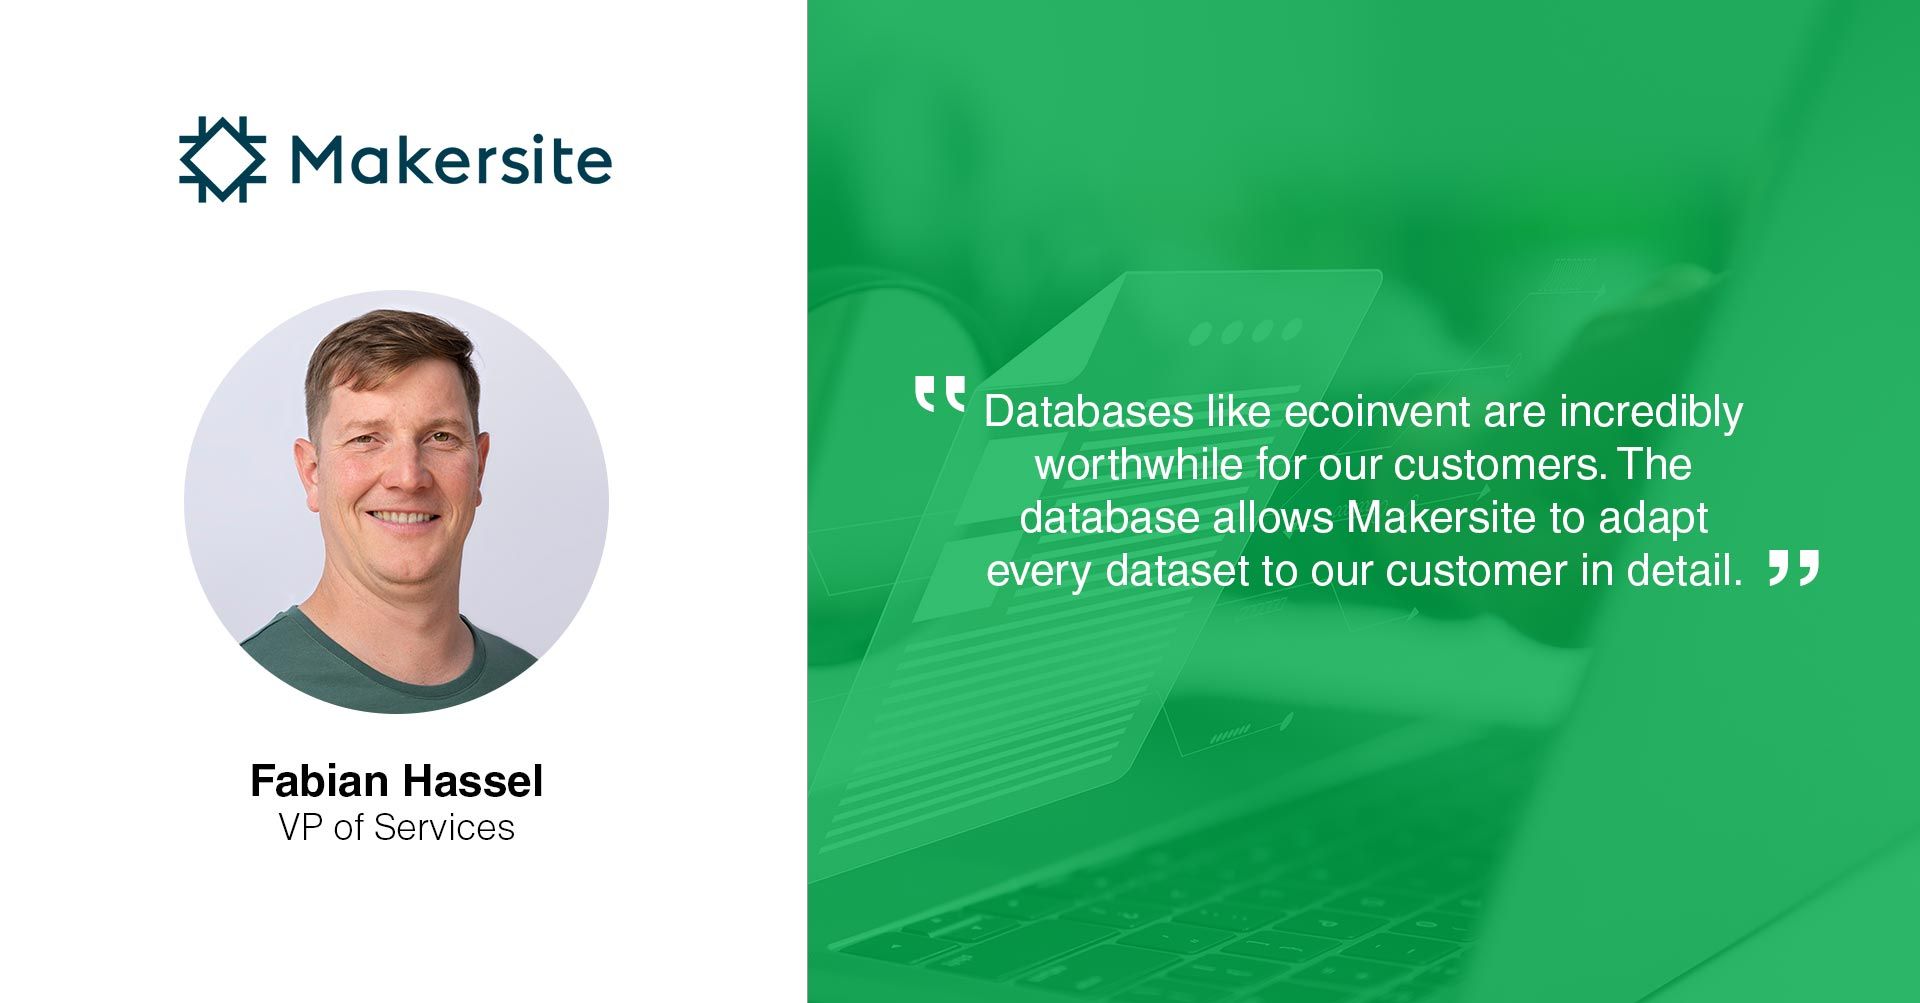 Makersite
Fabian Hassel
VP of Services
" Databases like ecoinvent are incredibly
worthwhile for our customers. The
database allows Makersite to adapt
every dataset to our customer in detail. "